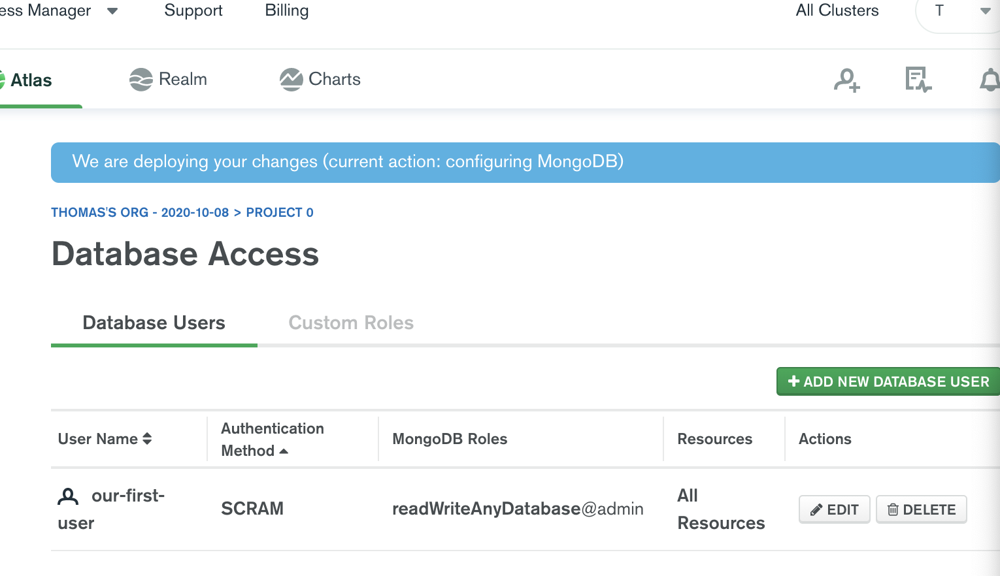 ess Manager Support Billing All Clusters T
Atlas Realm Charts
We are deploying your changes (current action: configuring MongoDB)
THOMAS'S ORG - 2020-10-08 > PROJECT 0
Database Access
Database Users Custom Roles
+ ADD NEW DATABASE USER
User Name Authentication Method MongoDB Roles Resources Actions
our-first-user SCRAM readWriteAnyDatabase@admin All Resources EDIT DELETE